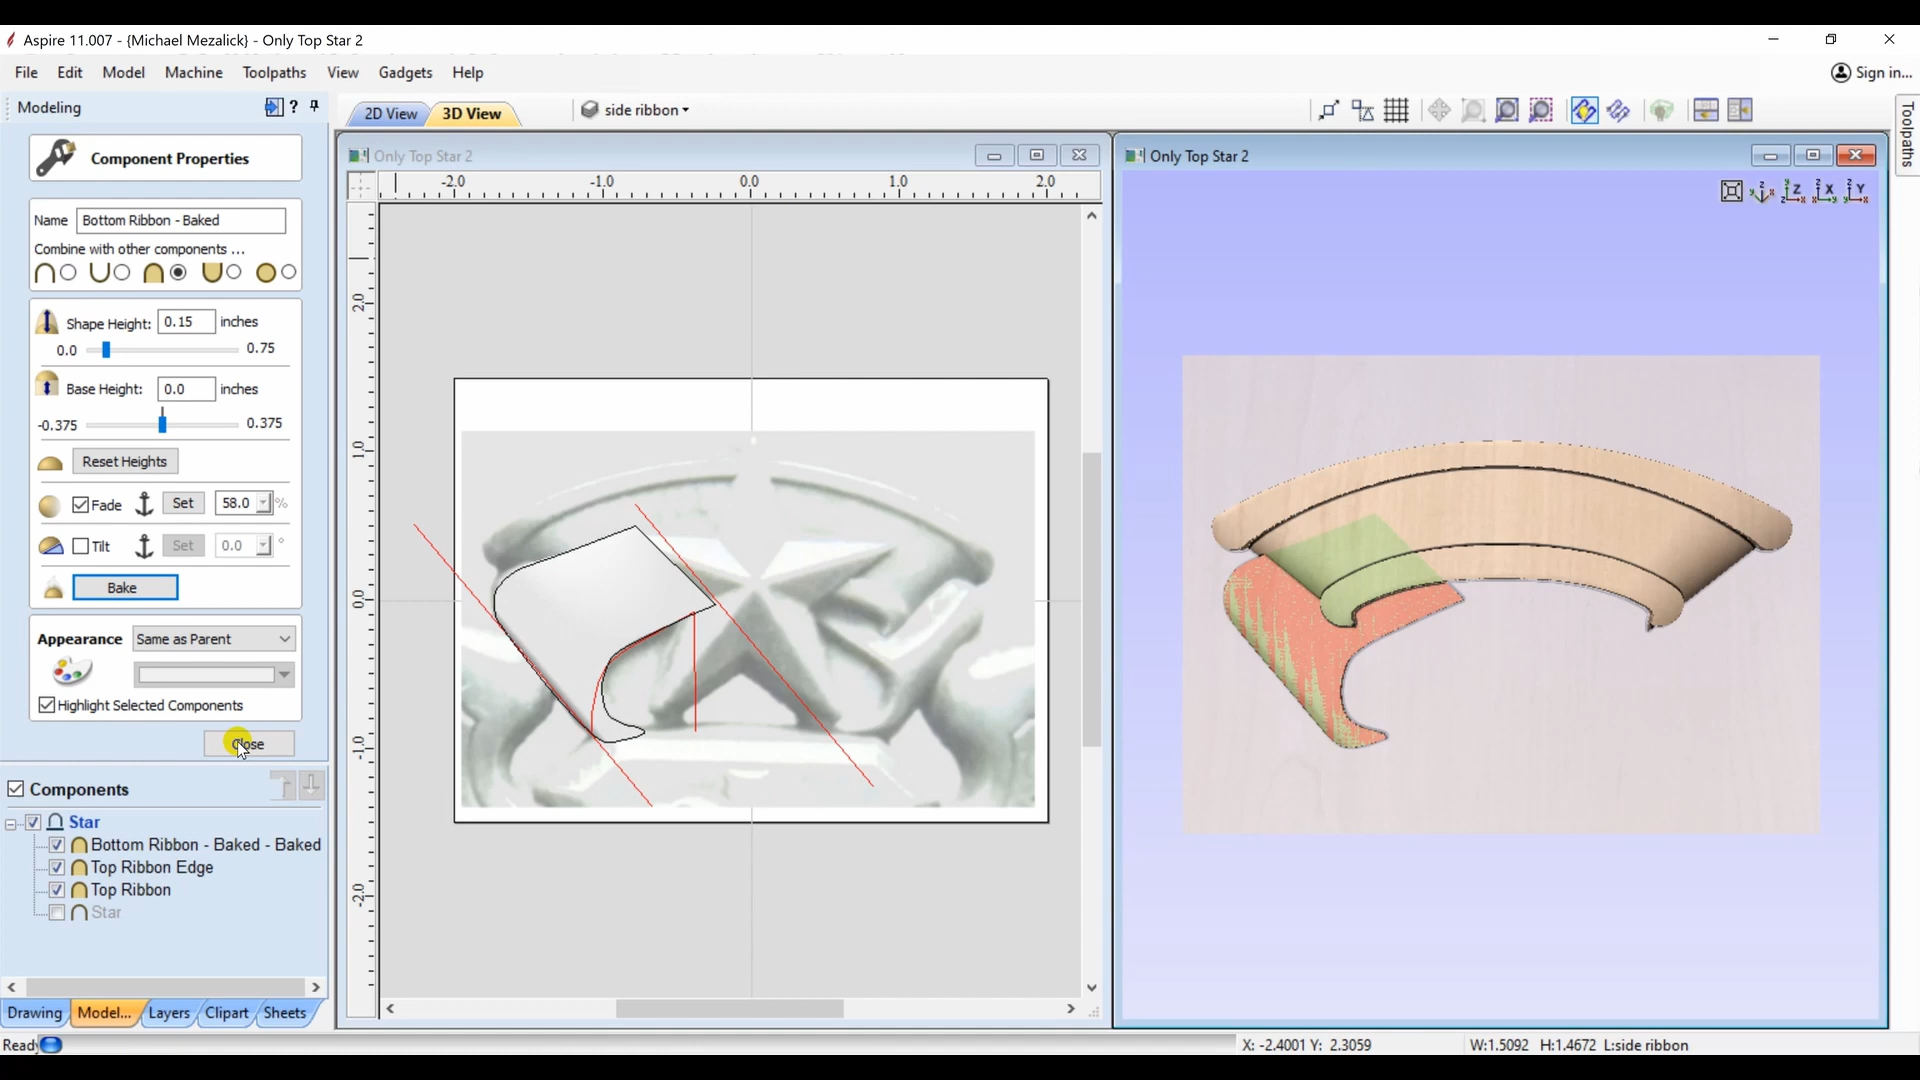 Aspire 11.007 - {Michael Mezalick} - Only Top Star 2
File Edit Model Machine Toolpaths View Gadgets Help
Sign in...
Modeling ?
2D View 3D View side ribbon
Toolpaths
Component Properties
Only Top Star 2
Only Top Star 2
-2.0 -1.0 0.0 1.0 2.0
2.0
1.0
0.0
-1.0
-2.0
Name Bottom Ribbon - Baked
Combine with other components ...
Shape Height: 0.15 inches
0.0 0.75
Base Height: 0.0 inches
-0.375 0.375
Reset Heights
Fade Set 58.0 %
Tilt Set 0.0 °
Bake
Appearance Same as Parent
Highlight Selected Components
Close
Components
Star
Bottom Ribbon - Baked - Baked
Top Ribbon Edge
Top Ribbon
Star
Drawing Model... Layers Clipart Sheets
Ready
X: -2.4001 Y: 2.3059
W:1.5092 H:1.4672 L:side ribbon